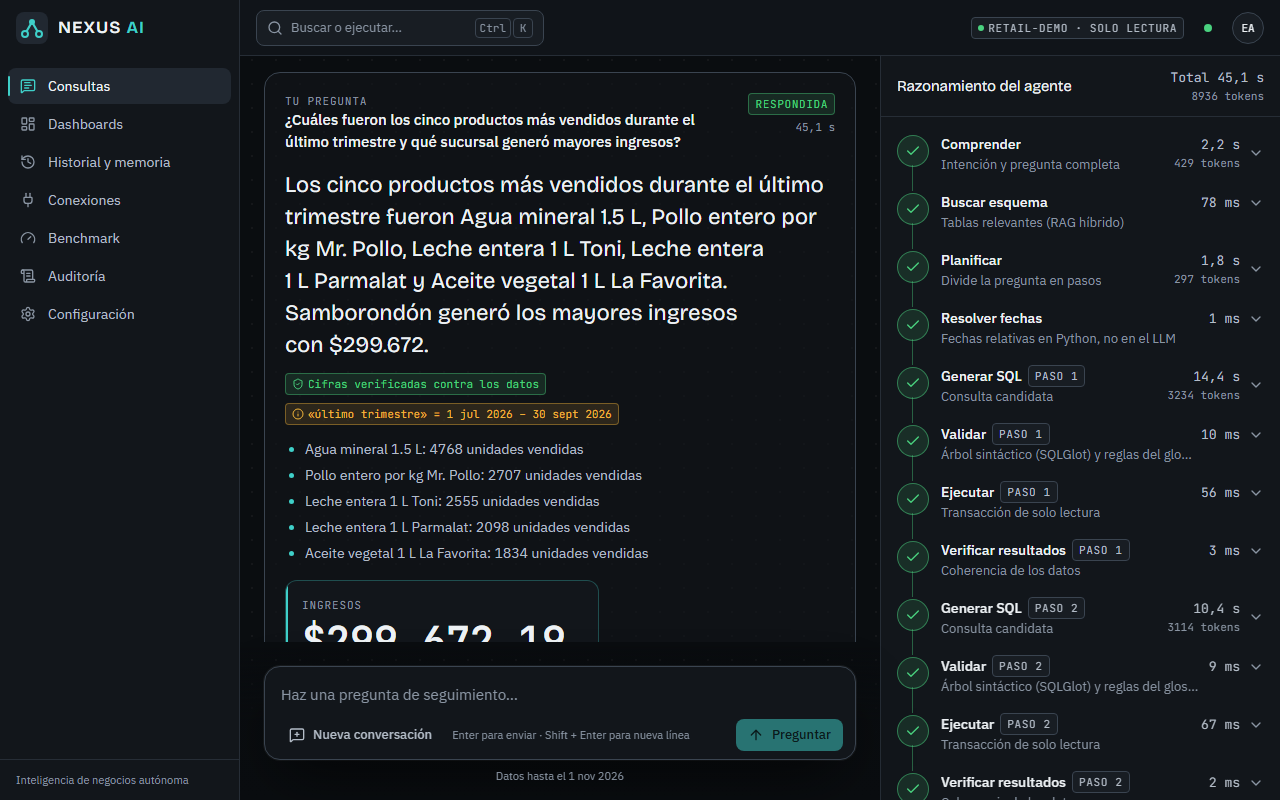 NEXUS AI
Buscar o ejecutar...
Ctrl K
RETAIL-DEMO · SOLO LECTURA
EA
Consultas
Dashboards
Historial y memoria
Conexiones
Benchmark
Auditoría
Configuración
Inteligencia de negocios autónoma
TU PREGUNTA
¿Cuáles fueron los cinco productos más vendidos durante el
último trimestre y qué sucursal generó mayores ingresos?
RESPONDIDA
45,1 s
Los cinco productos más vendidos durante el último
trimestre fueron Agua mineral 1.5 L, Pollo entero por
kg Mr. Pollo, Leche entera 1 L Toni, Leche entera
1 L Parmalat y Aceite vegetal 1 L La Favorita.
Samborondón generó los mayores ingresos
con $299.672.
Cifras verificadas contra los datos
«último trimestre» = 1 jul 2026 – 30 sept 2026
Agua mineral 1.5 L: 4768 unidades vendidas
Pollo entero por kg Mr. Pollo: 2707 unidades vendidas
Leche entera 1 L Toni: 2555 unidades vendidas
Leche entera 1 L Parmalat: 2098 unidades vendidas
Aceite vegetal 1 L La Favorita: 1834 unidades vendidas
INGRESOS
Haz una pregunta de seguimiento...
Nueva conversación
Enter para enviar · Shift + Enter para nueva línea
Preguntar
Datos hasta el 1 nov 2026
Razonamiento del agente
Total 45,1 s
8936 tokens
Comprender
2,2 s
Intención y pregunta completa
429 tokens
Buscar esquema
78 ms
Tablas relevantes (RAG híbrido)
Planificar
1,8 s
Divide la pregunta en pasos
297 tokens
Resolver fechas
1 ms
Fechas relativas en Python, no en el LLM
Generar SQL PASO 1
14,4 s
Consulta candidata
3234 tokens
Validar PASO 1
10 ms
Árbol sintáctico (SQLGlot) y reglas del glo...
Ejecutar PASO 1
56 ms
Transacción de solo lectura
Verificar resultados PASO 1
3 ms
Coherencia de los datos
Generar SQL PASO 2
10,4 s
Consulta candidata
3114 tokens
Validar PASO 2
9 ms
Árbol sintáctico (SQLGlot) y reglas del glos...
Ejecutar PASO 2
67 ms
Transacción de solo lectura
Verificar resultados PASO 2
2 ms